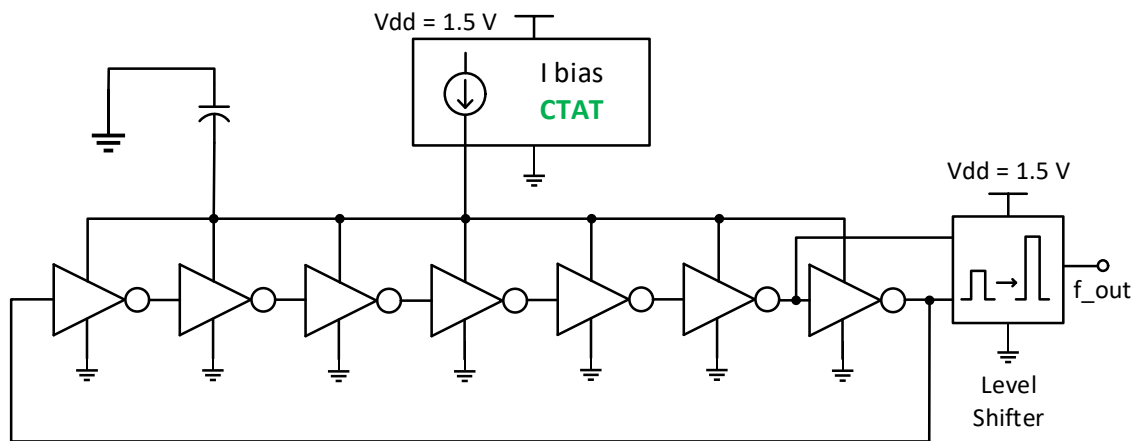 Vdd = 1.5 V
I bias
CTAT
Vdd = 1.5 V
f_out
Level
Shifter